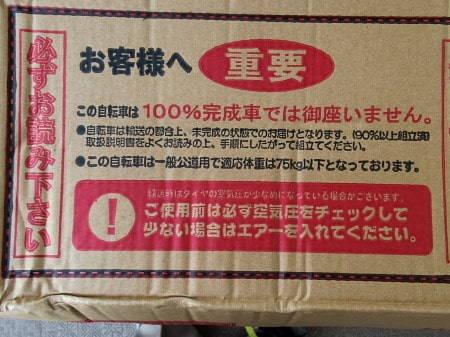 必ずお読み下さい
お客様へ 重要
この自転車は100%完成車では御座いません。
●自転車は輸送の都合上、未完成の状態でのお届けとなります。(90%以上組立済)
取扱説明書をよくお読みの上、手順にしたがって組立てください。
●この自転車は一般公道用で適応体重は75kg以下となっております。
輸送時はタイヤの空気圧が少なめになっている場合がございます。
ご使用前は必ず空気圧をチェックして
少ない場合はエアーを入れてください。